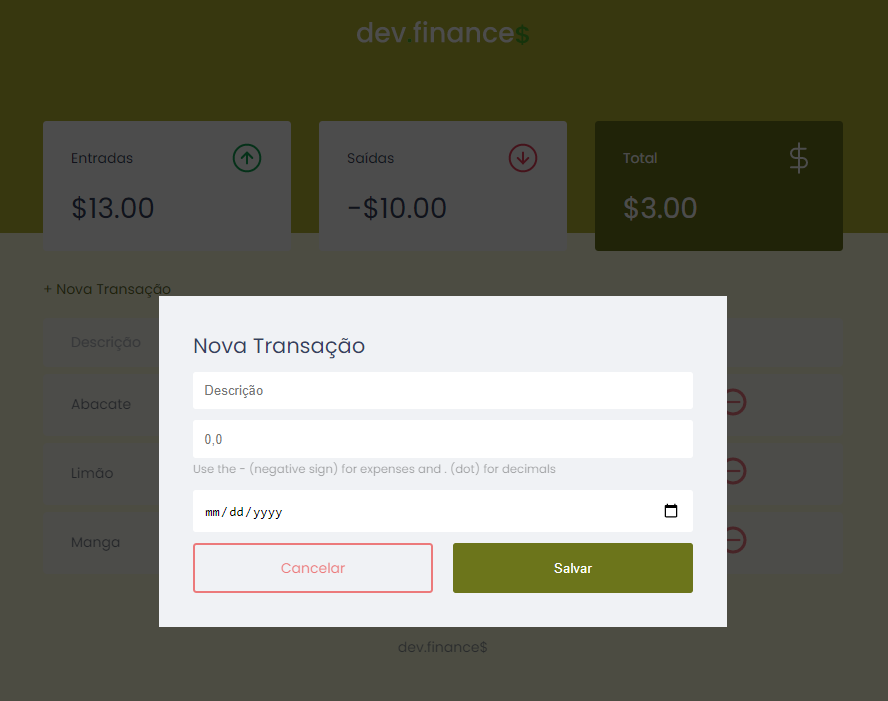 dev.finance$
Entradas
$13.00
Saídas
-$10.00
Total
$
$3.00
+ Nova Transação
Descrição
Abacate
Limão
Manga
Nova Transação
Descrição
0,0
Use the - (negative sign) for expenses and . (dot) for decimals
mm/dd/yyyy
Cancelar Salvar
dev.finance$